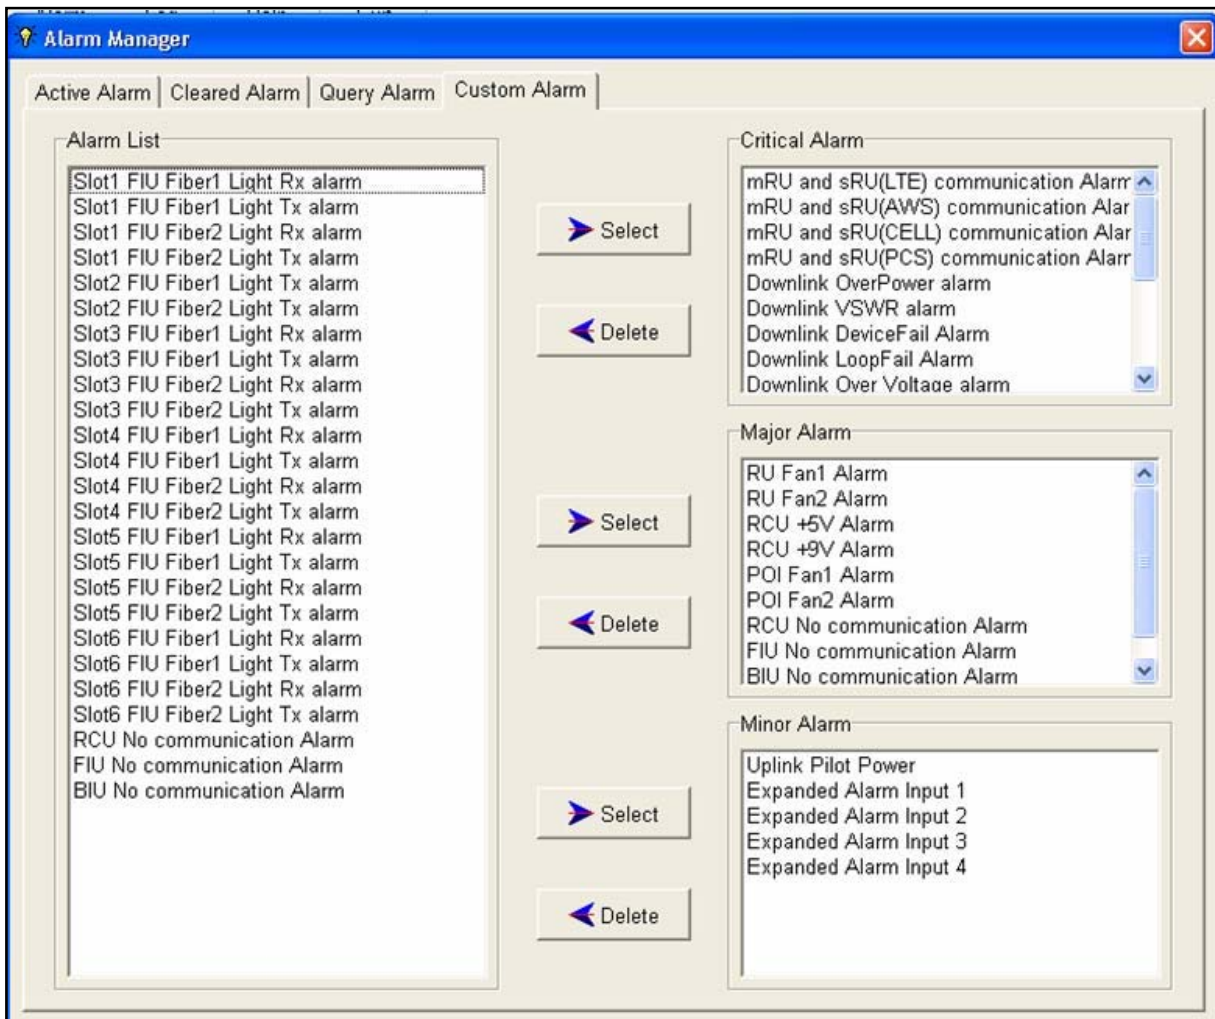 Alarm Manager
Active Alarm
Cleared Alarm
Query Alarm
Custom Alarm
Alarm List
Slot1 FIU Fiber1 Light Rx alarm
Slot1 FIU Fiber1 Light Tx alarm
Slot1 FIU Fiber2 Light Rx alarm
Slot1 FIU Fiber2 Light Tx alarm
Slot2 FIU Fiber1 Light Tx alarm
Slot2 FIU Fiber2 Light Tx alarm
Slot3 FIU Fiber1 Light Rx alarm
Slot3 FIU Fiber1 Light Tx alarm
Slot3 FIU Fiber2 Light Rx alarm
Slot3 FIU Fiber2 Light Tx alarm
Slot4 FIU Fiber1 Light Rx alarm
Slot4 FIU Fiber1 Light Tx alarm
Slot4 FIU Fiber2 Light Rx alarm
Slot4 FIU Fiber2 Light Tx alarm
Slot5 FIU Fiber1 Light Rx alarm
Slot5 FIU Fiber1 Light Tx alarm
Slot5 FIU Fiber2 Light Rx alarm
Slot5 FIU Fiber2 Light Tx alarm
Slot6 FIU Fiber1 Light Rx alarm
Slot6 FIU Fiber1 Light Tx alarm
Slot6 FIU Fiber2 Light Rx alarm
Slot6 FIU Fiber2 Light Tx alarm
RCU No communication Alarm
FIU No communication Alarm
BIU No communication Alarm
Select
Delete
Select
Delete
Select
Delete
Critical Alarm
mRU and sRU(LTE) communication Alarm
mRU and sRU(AWS) communication Alar
mRU and sRU(CELL) communication Alar
mRU and sRU(PCS) communication Alarr
Downlink OverPower alarm
Downlink VSWR alarm
Downlink DeviceFail Alarm
Downlink LoopFail Alarm
Downlink Over Voltage alarm
Major Alarm
RU Fan1 Alarm
RU Fan2 Alarm
RCU +5V Alarm
RCU +9V Alarm
POI Fan1 Alarm
POI Fan2 Alarm
RCU No communication Alarm
FIU No communication Alarm
BIU No communication Alarm
Minor Alarm
Uplink Pilot Power
Expanded Alarm Input 1
Expanded Alarm Input 2
Expanded Alarm Input 3
Expanded Alarm Input 4